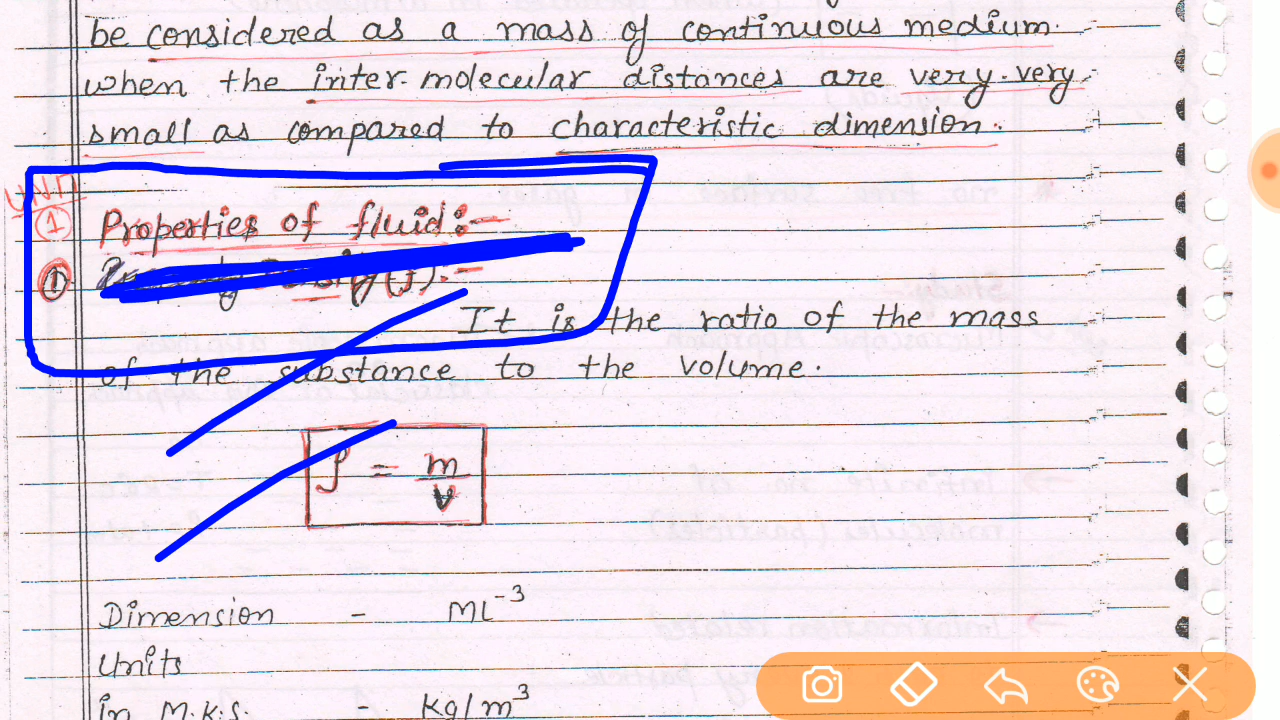 be considered as a mass of continuous medium.
when the inter-molecular distances are very-very
small as compared to characteristic dimension.
UNIT
① Properties of fluid:-
① (ρ):-
It is the ratio of the mass
of the substance to the volume.
ρ = m/v
Dimension - ML⁻³
Units
in M.K.S. - Kg/m³